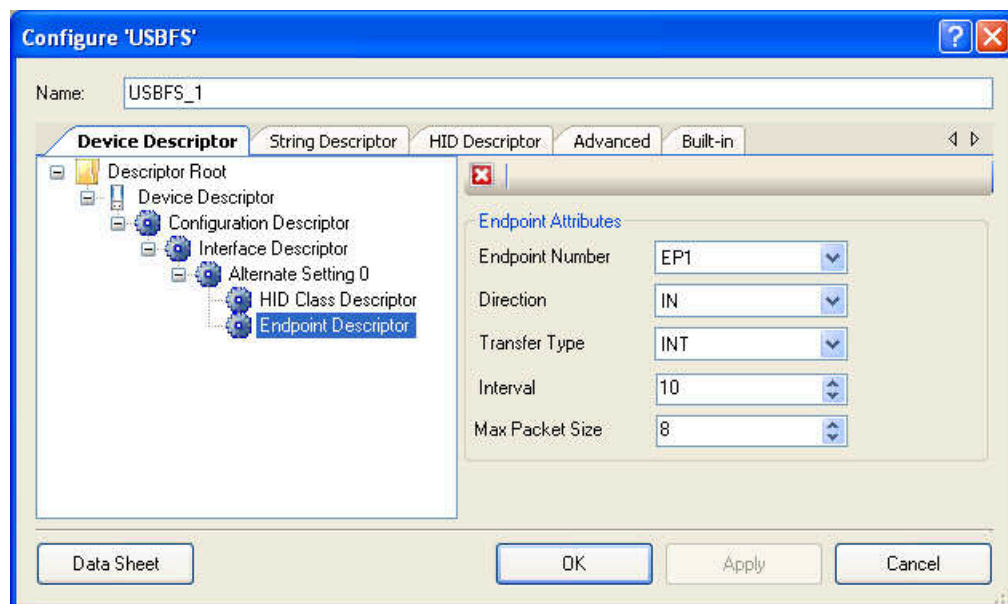 Configure 'USBFS'
Name: USBFS_1
Device Descriptor String Descriptor HID Descriptor Advanced Built-in
Descriptor Root
Device Descriptor
Configuration Descriptor
Interface Descriptor
Alternate Setting 0
HID Class Descriptor
Endpoint Descriptor
Endpoint Attributes
Endpoint Number EP1
Direction IN
Transfer Type INT
Interval 10
Max Packet Size 8
Data Sheet OK Apply Cancel